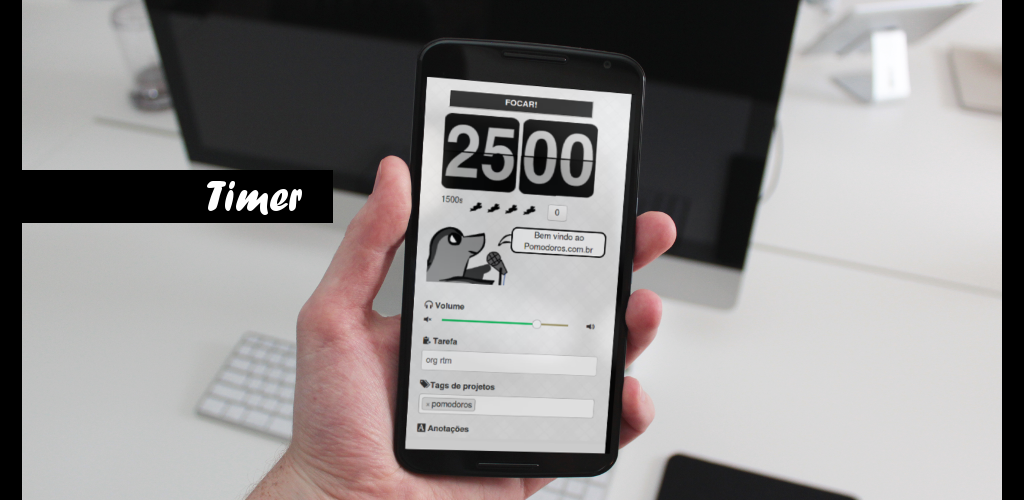 Timer
FOCAR!
25 00
1500s
0
Bem vindo ao
Pomodoros.com.br
Volume
Tarefa
org rtm
Tags de projetos
× pomodoros
A Anotações